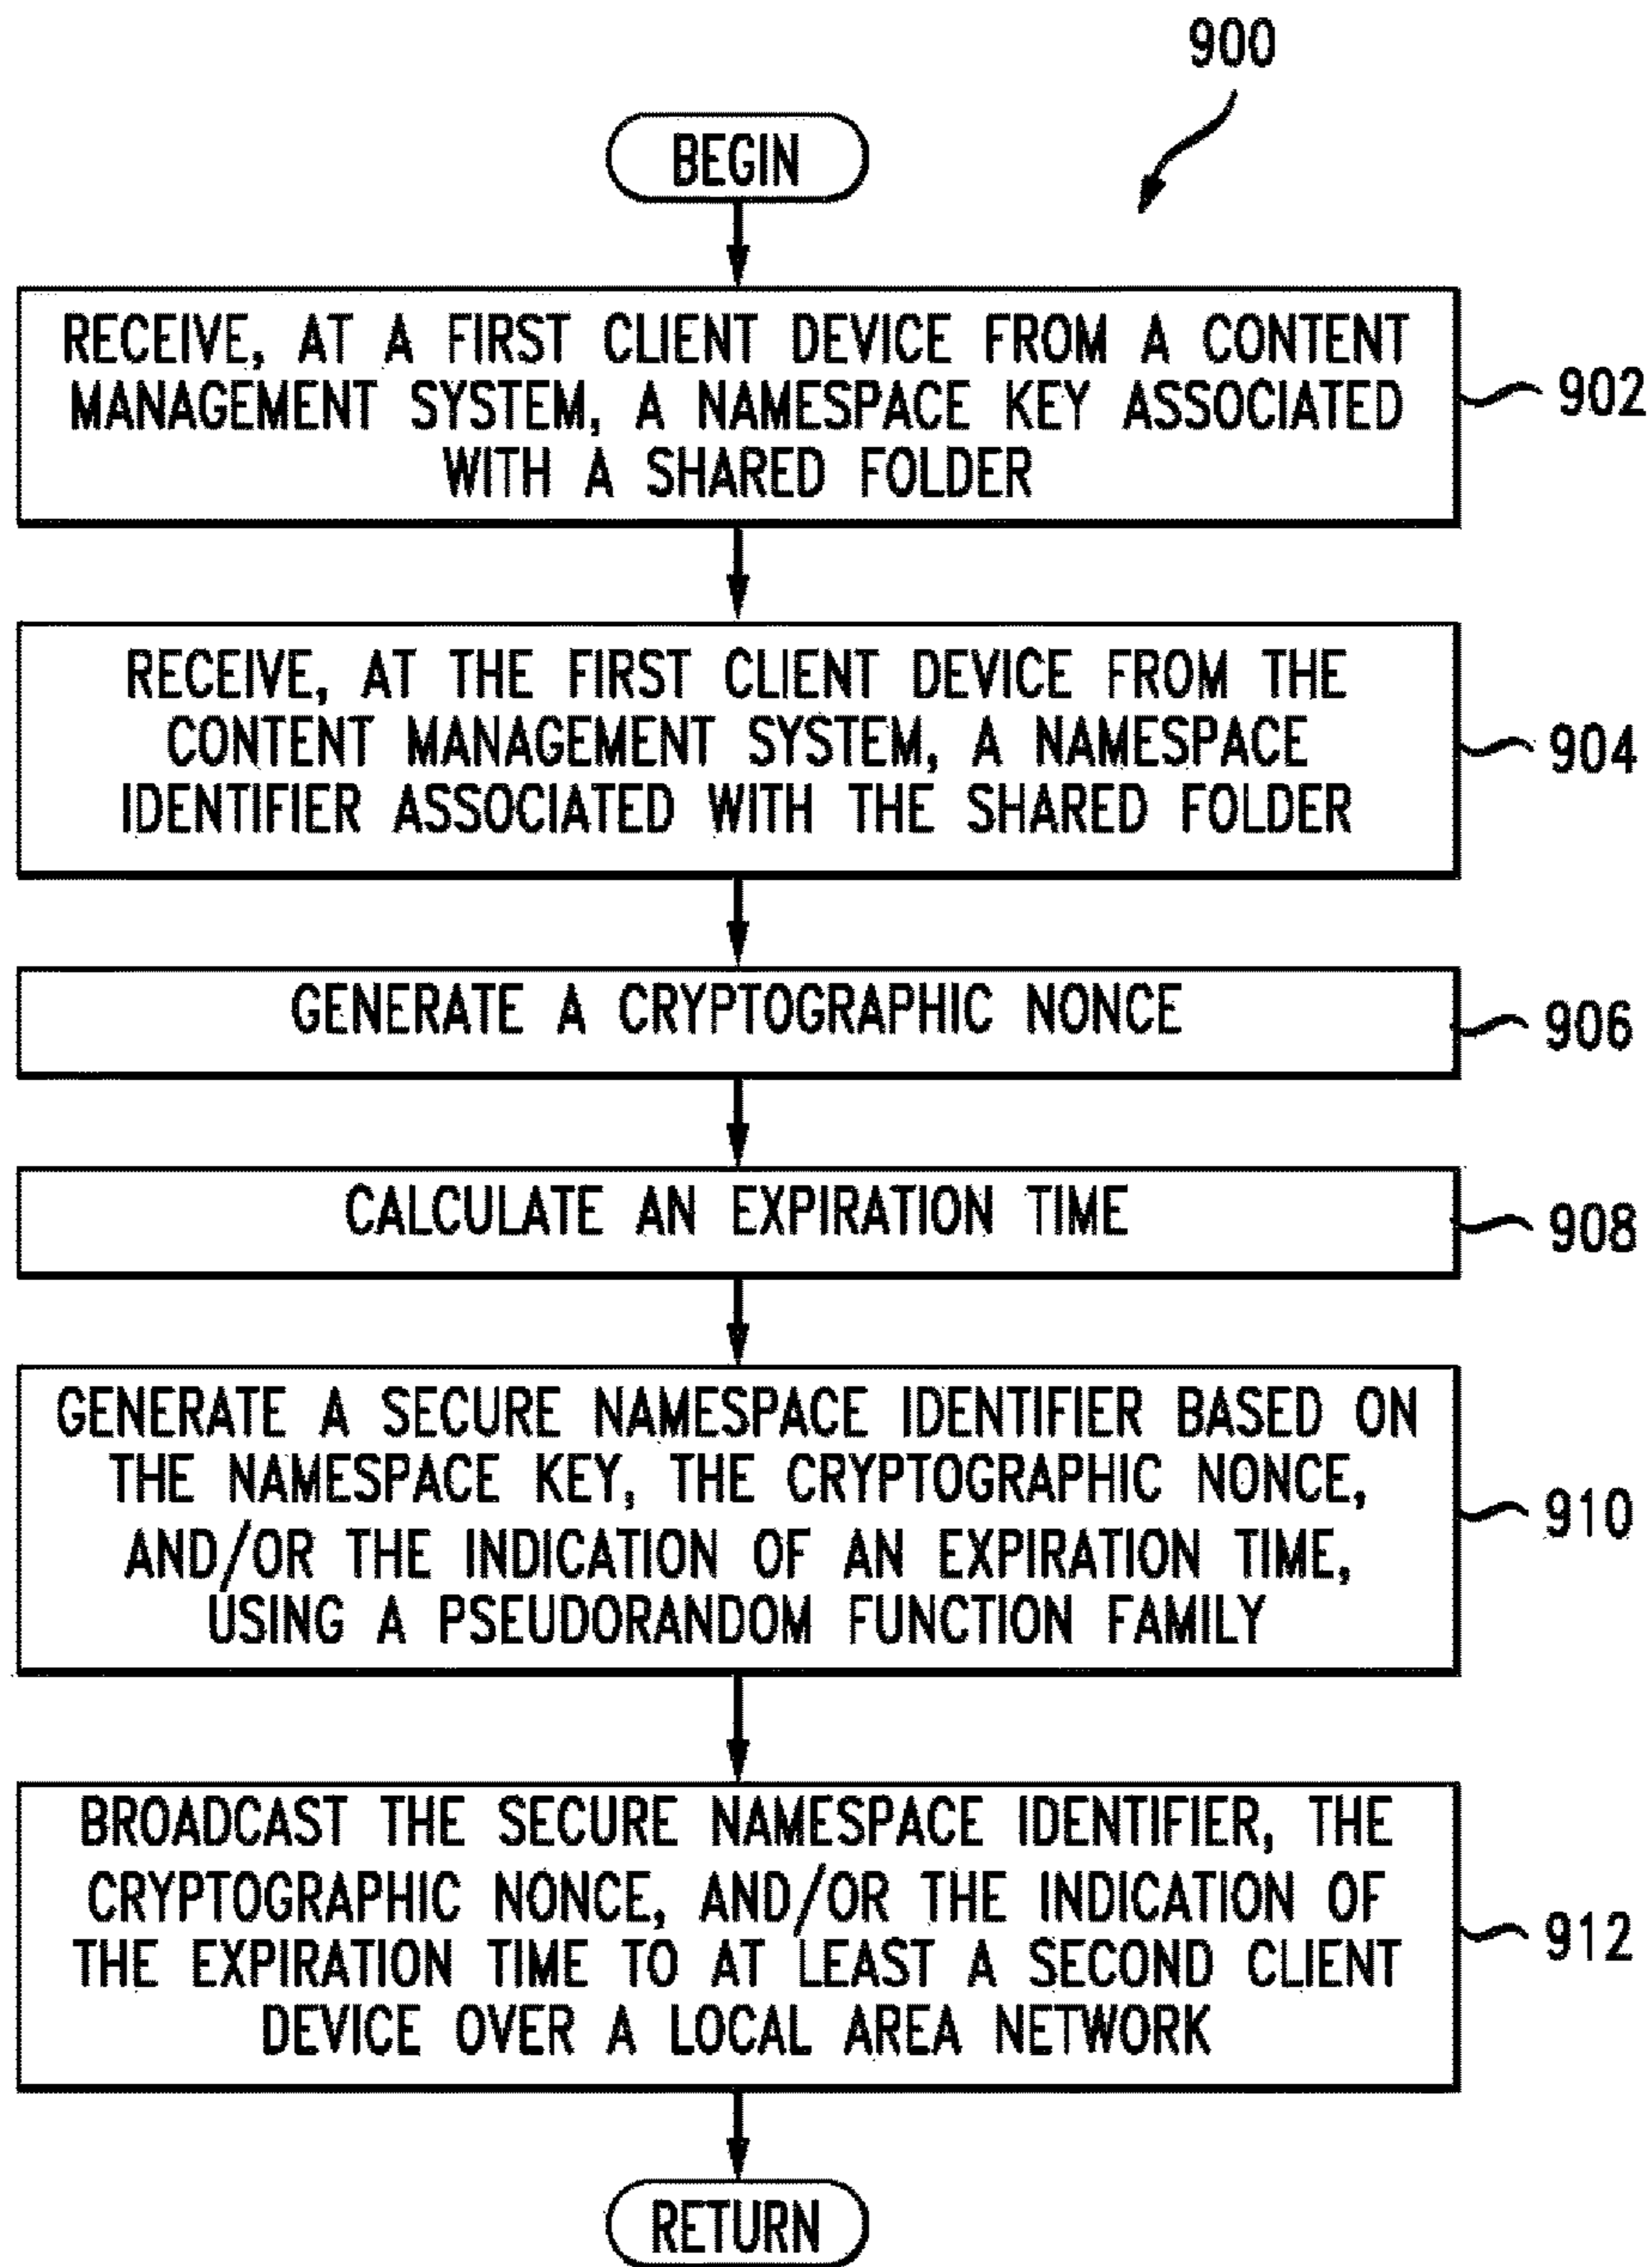 900
BEGIN
RECEIVE, AT A FIRST CLIENT DEVICE FROM A CONTENT
MANAGEMENT SYSTEM, A NAMESPACE KEY ASSOCIATED
WITH A SHARED FOLDER
902
RECEIVE, AT THE FIRST CLIENT DEVICE FROM THE
CONTENT MANAGEMENT SYSTEM, A NAMESPACE
IDENTIFIER ASSOCIATED WITH THE SHARED FOLDER
904
GENERATE A CRYPTOGRAPHIC NONCE
906
CALCULATE AN EXPIRATION TIME
908
GENERATE A SECURE NAMESPACE IDENTIFIER BASED ON
THE NAMESPACE KEY, THE CRYPTOGRAPHIC NONCE,
AND/OR THE INDICATION OF AN EXPIRATION TIME,
USING A PSEUDORANDOM FUNCTION FAMILY
910
BROADCAST THE SECURE NAMESPACE IDENTIFIER, THE
CRYPTOGRAPHIC NONCE, AND/OR THE INDICATION OF
THE EXPIRATION TIME TO AT LEAST A SECOND CLIENT
DEVICE OVER A LOCAL AREA NETWORK
912
RETURN